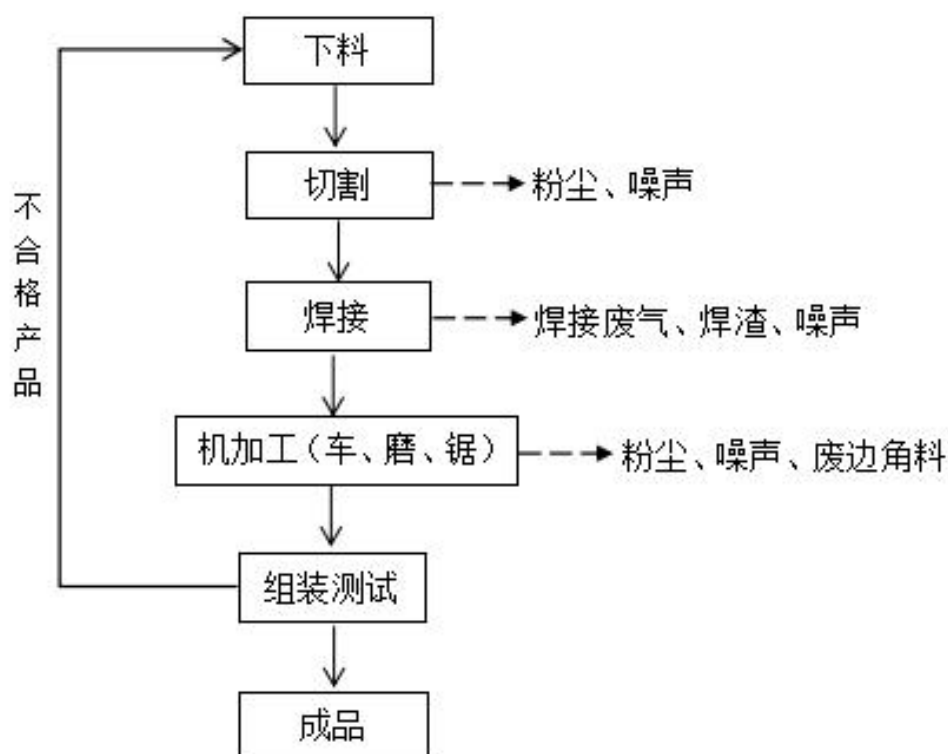 下料
切割
粉尘、噪声
不合格产品
焊接
焊接废气、焊渣、噪声
机加工(车、磨、锯)
粉尘、噪声、废边角料
组装测试
成品